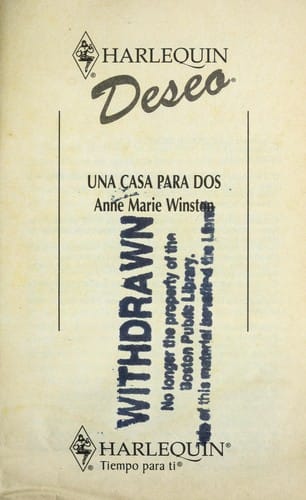 HARLEQUIN®
Deseo®
UNA CASA PARA DOS
Anne Marie Winston
WITHDRAWN
No longer the property of the
Boston Public Library.
of this material benefited the Library
HARLEQUIN®
Tiempo para ti®